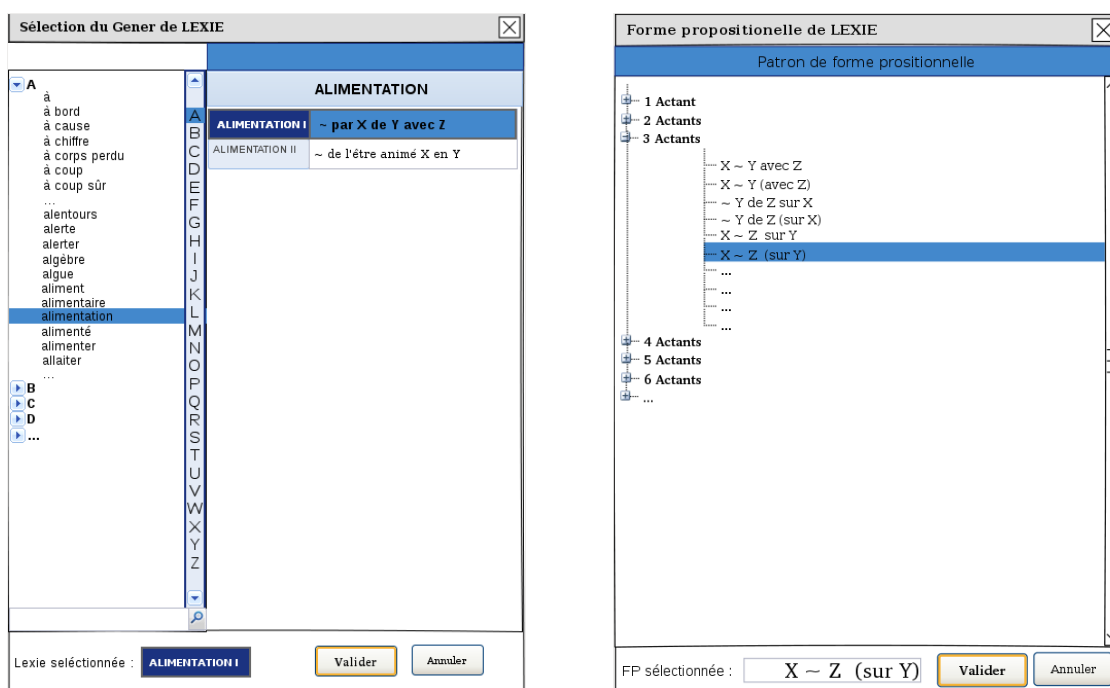 Sélection du Gener de LEXIE
A
à
à bord
à cause
à chiffre
à corps perdu
à coup
à coup sûr
...
alentours
alerte
alerter
algèbre
algue
aliment
alimentaire
alimentation
alimenté
alimenter
allaiter
...
B
C
D
...
A
B
C
D
E
F
G
H
I
J
K
L
M
N
O
P
Q
R
S
T
U
V
W
X
Y
Z
ALIMENTATION
ALIMENTATION I ~ par X de Y avec Z
ALIMENTATION II ~ de l'étre animé X en Y
Lexie seléctionnée : ALIMENTATION I Valider Annuler
Forme propositionelle de LEXIE
Patron de forme prositionnelle
1 Actant
2 Actants
3 Actants
X ~ Y avec Z
X ~ Y (avec Z)
~ Y de Z sur X
~ Y de Z (sur X)
X ~ Z sur Y
X ~ Z (sur Y)
...
...
...
...
4 Actants
5 Actants
6 Actants
...
FP sélectionnée : X ~ Z (sur Y) Valider Annuler